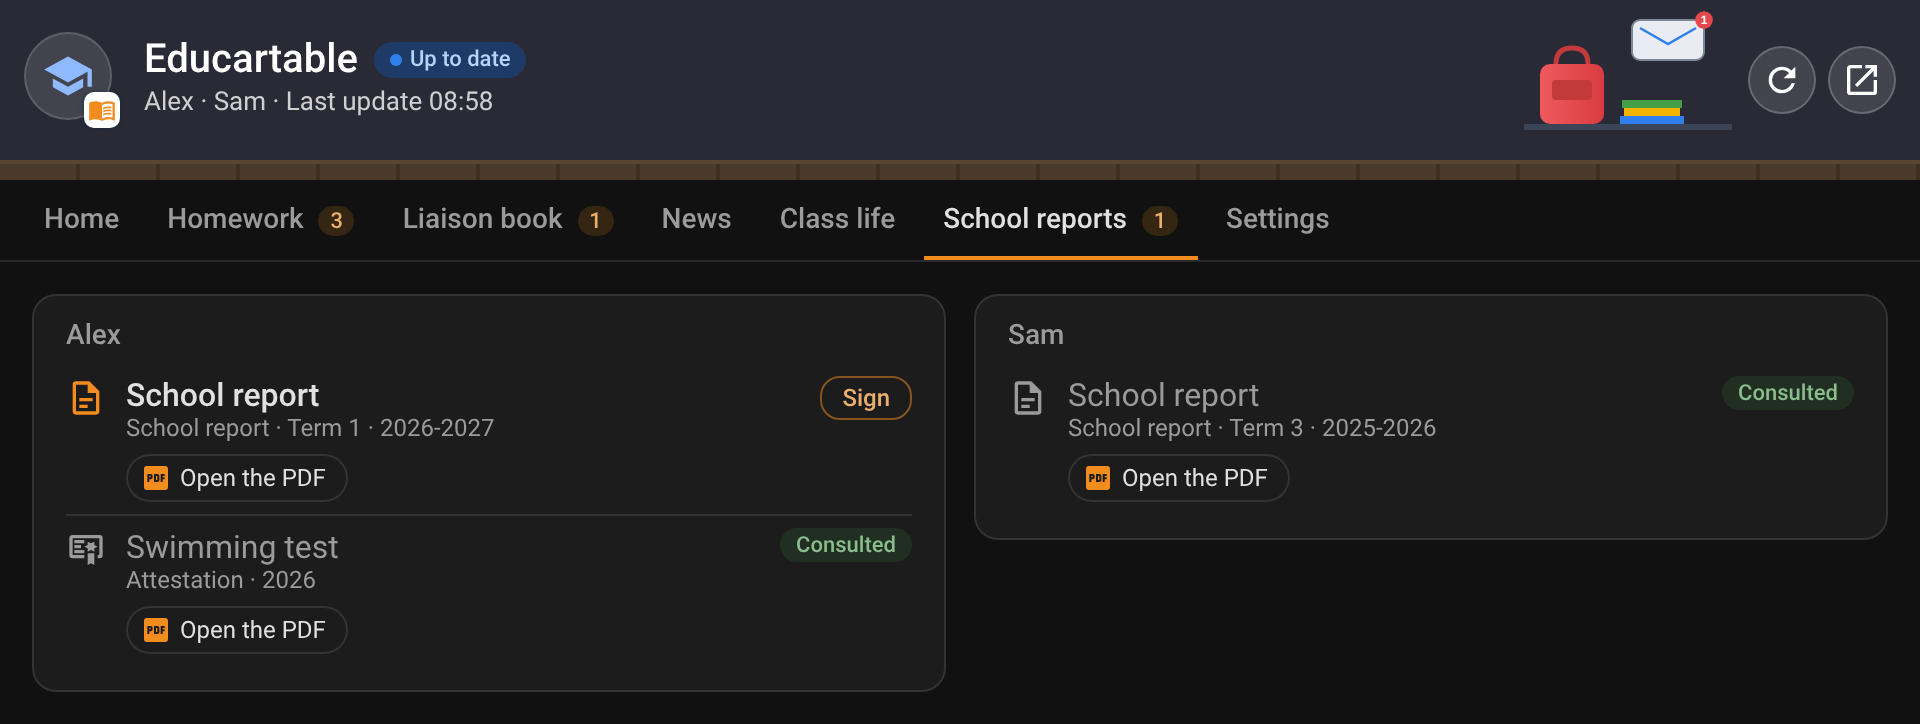 Educartable
Up to date
Alex · Sam · Last update 08:58
1
Home
Homework 3
Liaison book 1
News
Class life
School reports 1
Settings
Alex
School report
Sign
School report · Term 1 · 2026-2027
PDF Open the PDF
Swimming test
Consulted
Attestation · 2026
PDF Open the PDF
Sam
School report
Consulted
School report · Term 3 · 2025-2026
PDF Open the PDF